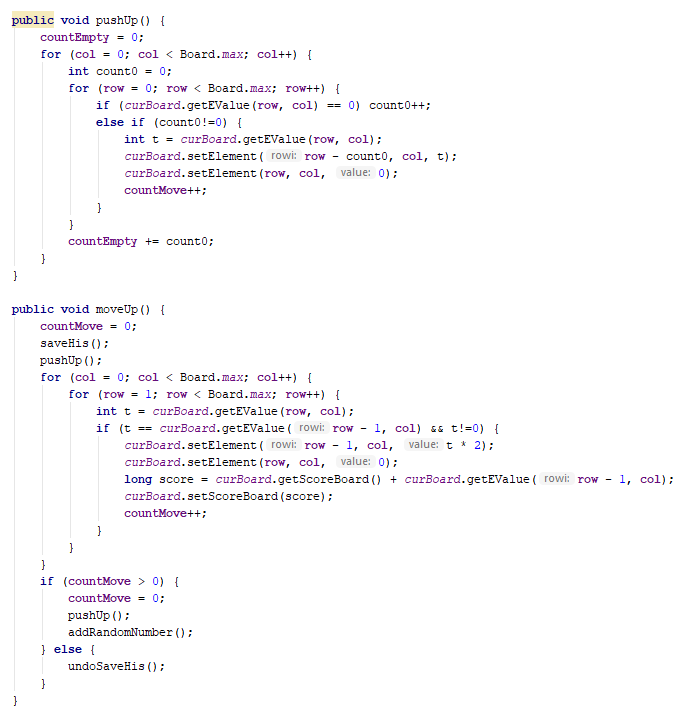 public void pushUp() {
    countEmpty = 0;
    for (col = 0; col < Board.max; col++) {
        int count0 = 0;
        for (row = 0; row < Board.max; row++) {
            if (curBoard.getEValue(row, col) == 0) count0++;
            else if (count0!=0) {
                int t = curBoard.getEValue(row, col);
                curBoard.setElement( rowi: row - count0, col, t);
                curBoard.setElement(row, col,  value: 0);
                countMove++;
            }
        }
        countEmpty += count0;
    }
}

public void moveUp() {
    countMove = 0;
    saveHis();
    pushUp();
    for (col = 0; col < Board.max; col++) {
        for (row = 1; row < Board.max; row++) {
            int t = curBoard.getEValue(row, col);
            if (t == curBoard.getEValue( rowi: row - 1, col) && t!=0) {
                curBoard.setElement( rowi: row - 1, col,  value: t * 2);
                curBoard.setElement(row, col,  value: 0);
                long score = curBoard.getScoreBoard() + curBoard.getEValue( rowi: row - 1, col);
                curBoard.setScoreBoard(score);
                countMove++;
            }
        }
    }
    if (countMove > 0) {
        countMove = 0;
        pushUp();
        addRandomNumber();
    } else {
        undoSaveHis();
    }
}